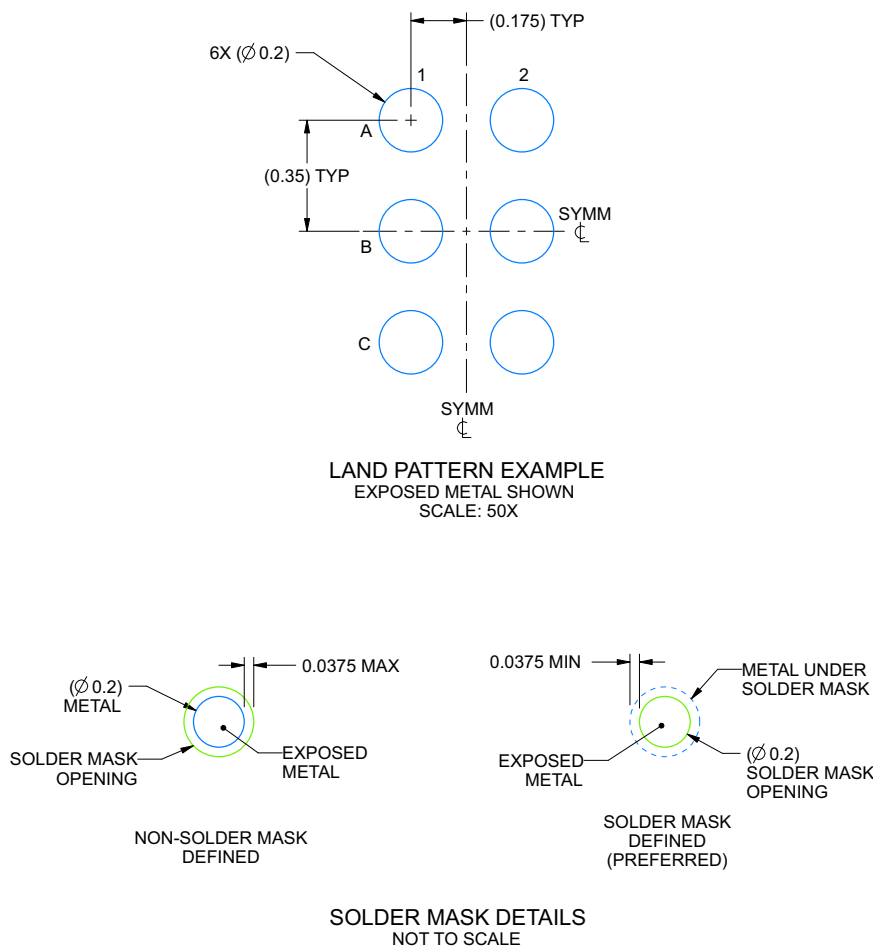 (0.175) TYP
6X (∅ 0.2)
1
2
A
(0.35) TYP
SYMM
℄
B
C
SYMM
℄
LAND PATTERN EXAMPLE
EXPOSED METAL SHOWN
SCALE: 50X
0.0375 MAX
(∅ 0.2)
METAL
SOLDER MASK
OPENING
EXPOSED
METAL
NON-SOLDER MASK
DEFINED
0.0375 MIN
METAL UNDER
SOLDER MASK
EXPOSED
METAL
(∅ 0.2)
SOLDER MASK
OPENING
SOLDER MASK
DEFINED
(PREFERRED)
SOLDER MASK DETAILS
NOT TO SCALE